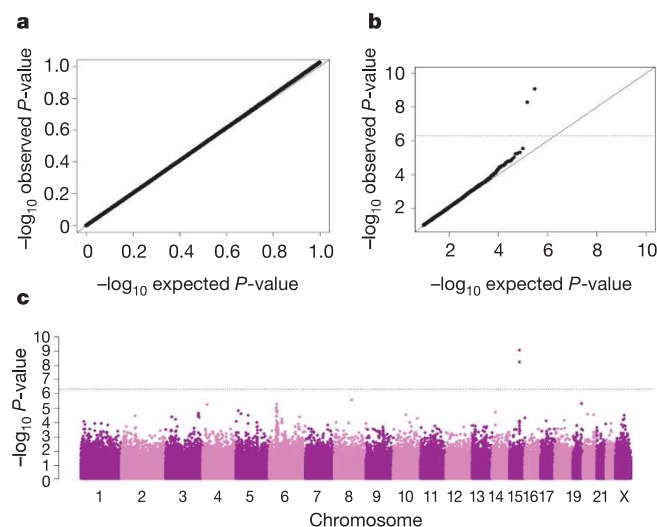 a
–log10 observed P-value
1.0
0.8
0.6
0.4
0.2
0
0 0.2 0.4 0.6 0.8 1.0
–log10 expected P-value
b
–log10 observed P-value
10
8
6
4
2
2 4 6 8 10
–log10 expected P-value
c
–log10 P-value
10
9
8
7
6
5
4
3
2
1
0
1 2 3 4 5 6 7 8 9 10 11 12 13 14 15 16 17 19 21 X
Chromosome